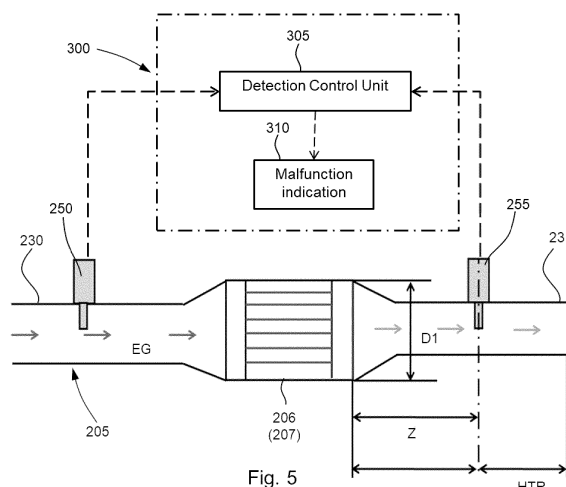 300
305
Detection Control Unit
310
Malfunction
indication
250
255
230
23
EG
D1
205
206
(207)
Z
Fig. 5
HTR